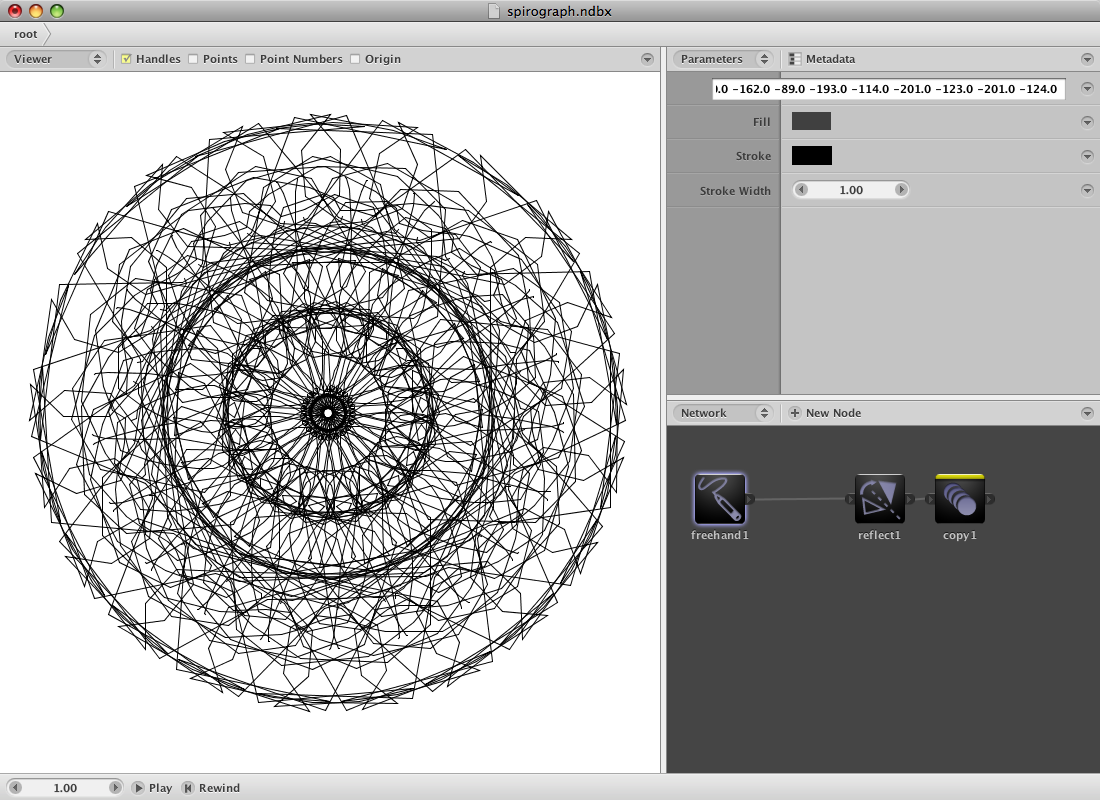 spirograph.ndbx
root
Viewer Handles Points Point Numbers Origin
Parameters Metadata
.0 -162.0 -89.0 -193.0 -114.0 -201.0 -123.0 -201.0 -124.0
Fill
Stroke
Stroke Width 1.00
Network New Node
freehand1 reflect1 copy1
1.00 Play Rewind